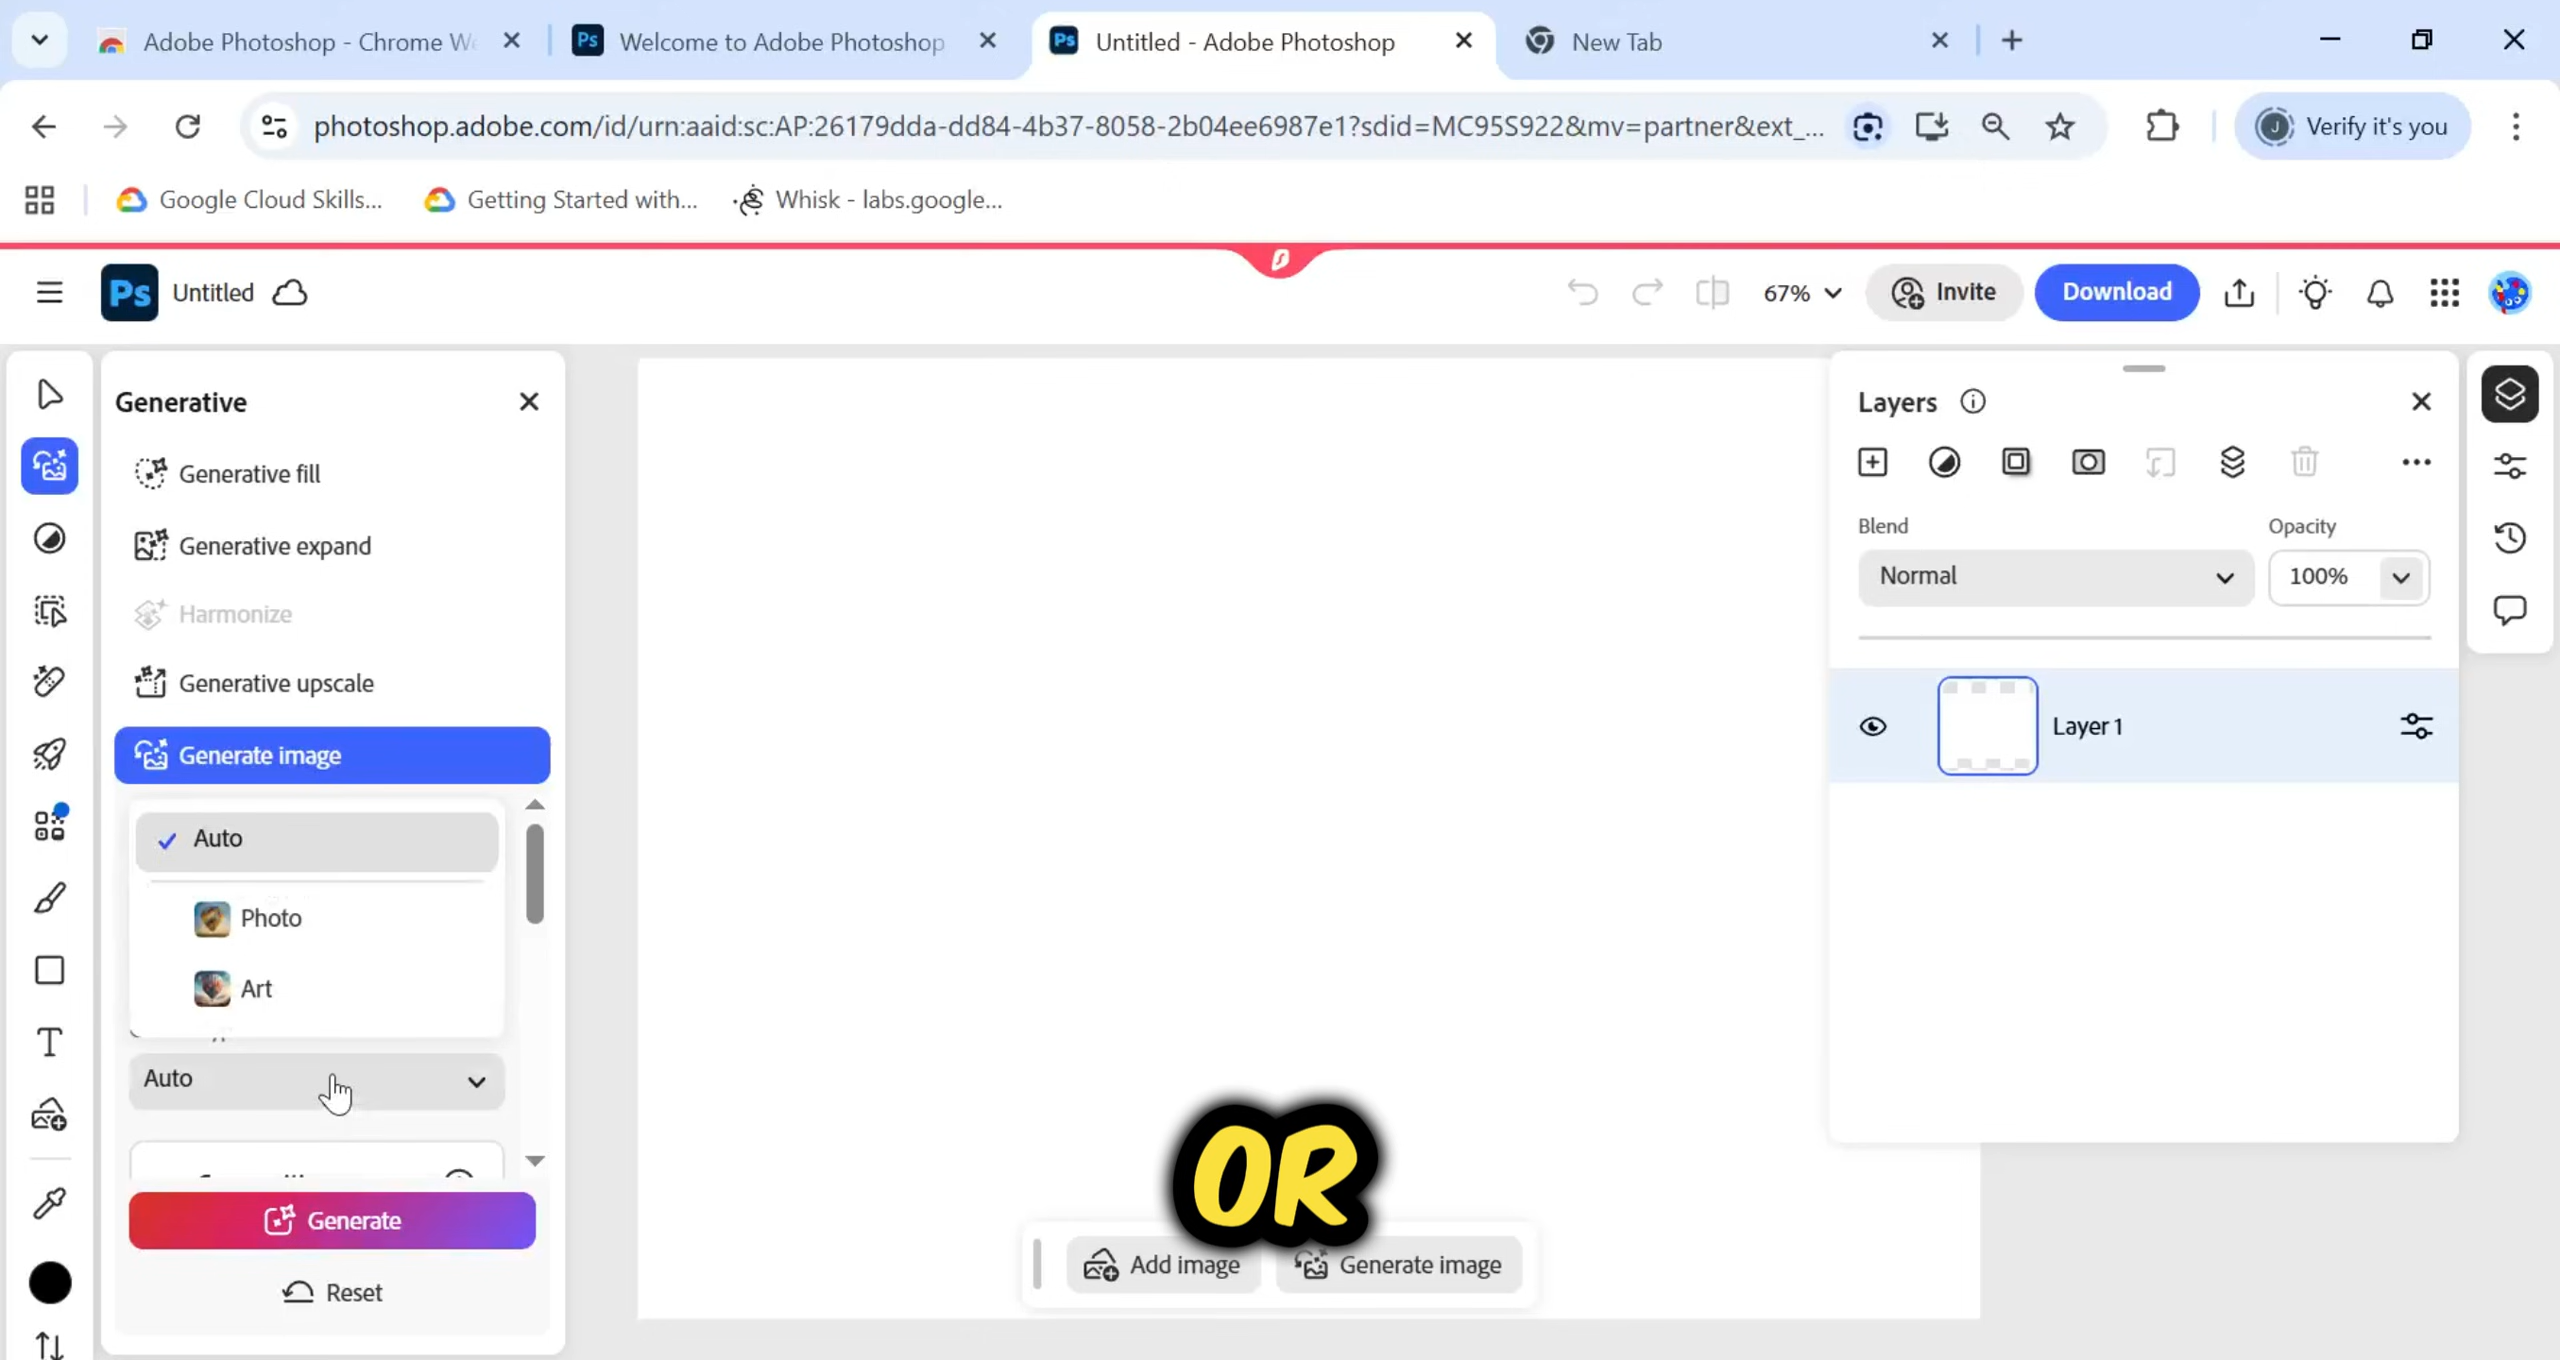 Adobe Photoshop - Chrome We
Ps Welcome to Adobe Photoshop
Ps Untitled - Adobe Photoshop
New Tab
photoshop.adobe.com/id/urn:aaid:sc:AP:26179dda-dd84-4b37-8058-2b04ee6987e1?sdid=MC95S922&mv=partner&ext_...
J Verify it's you
Google Cloud Skills...
Getting Started with...
Whisk - labs.google...
Ps Untitled
67%
Invite
Download
Generative
Generative fill
Generative expand
Harmonize
Generative upscale
Generate image
Auto
Photo
Art
Auto
Generate
Reset
T
Layers
Blend
Opacity
Normal
100%
Layer 1
OR
Add image
Generate image